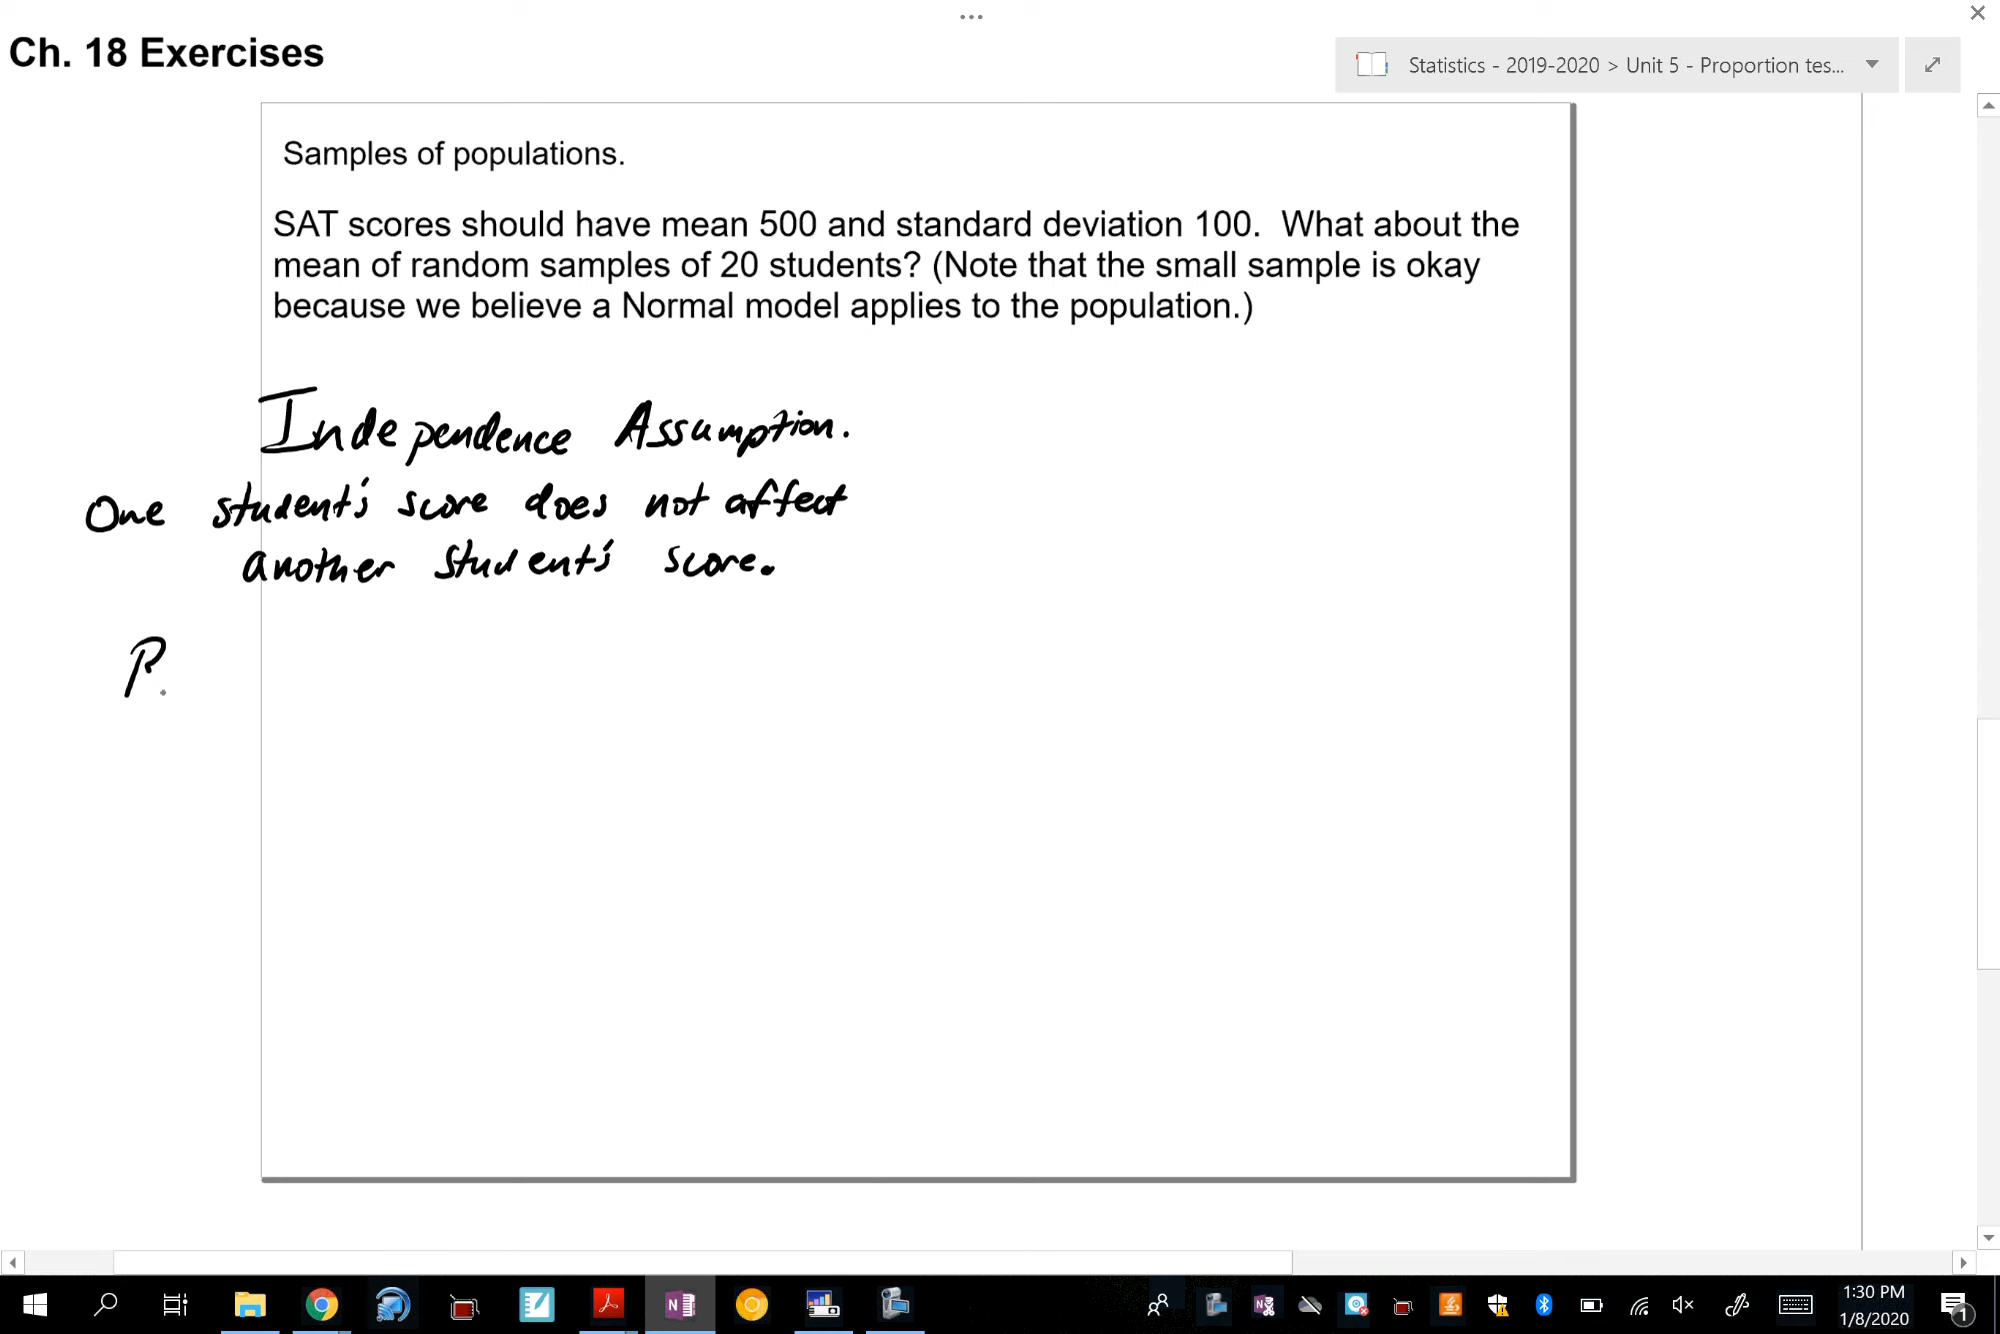 Ch. 18 Exercises
Statistics - 2019-2020 > Unit 5 - Proportion tes...
Samples of populations.
SAT scores should have mean 500 and standard deviation 100. What about the
mean of random samples of 20 students? (Note that the small sample is okay
because we believe a Normal model applies to the population.)
Independence Assumption.
One student's score does not affect
another student's score.
R
1:30 PM
1/8/2020
1